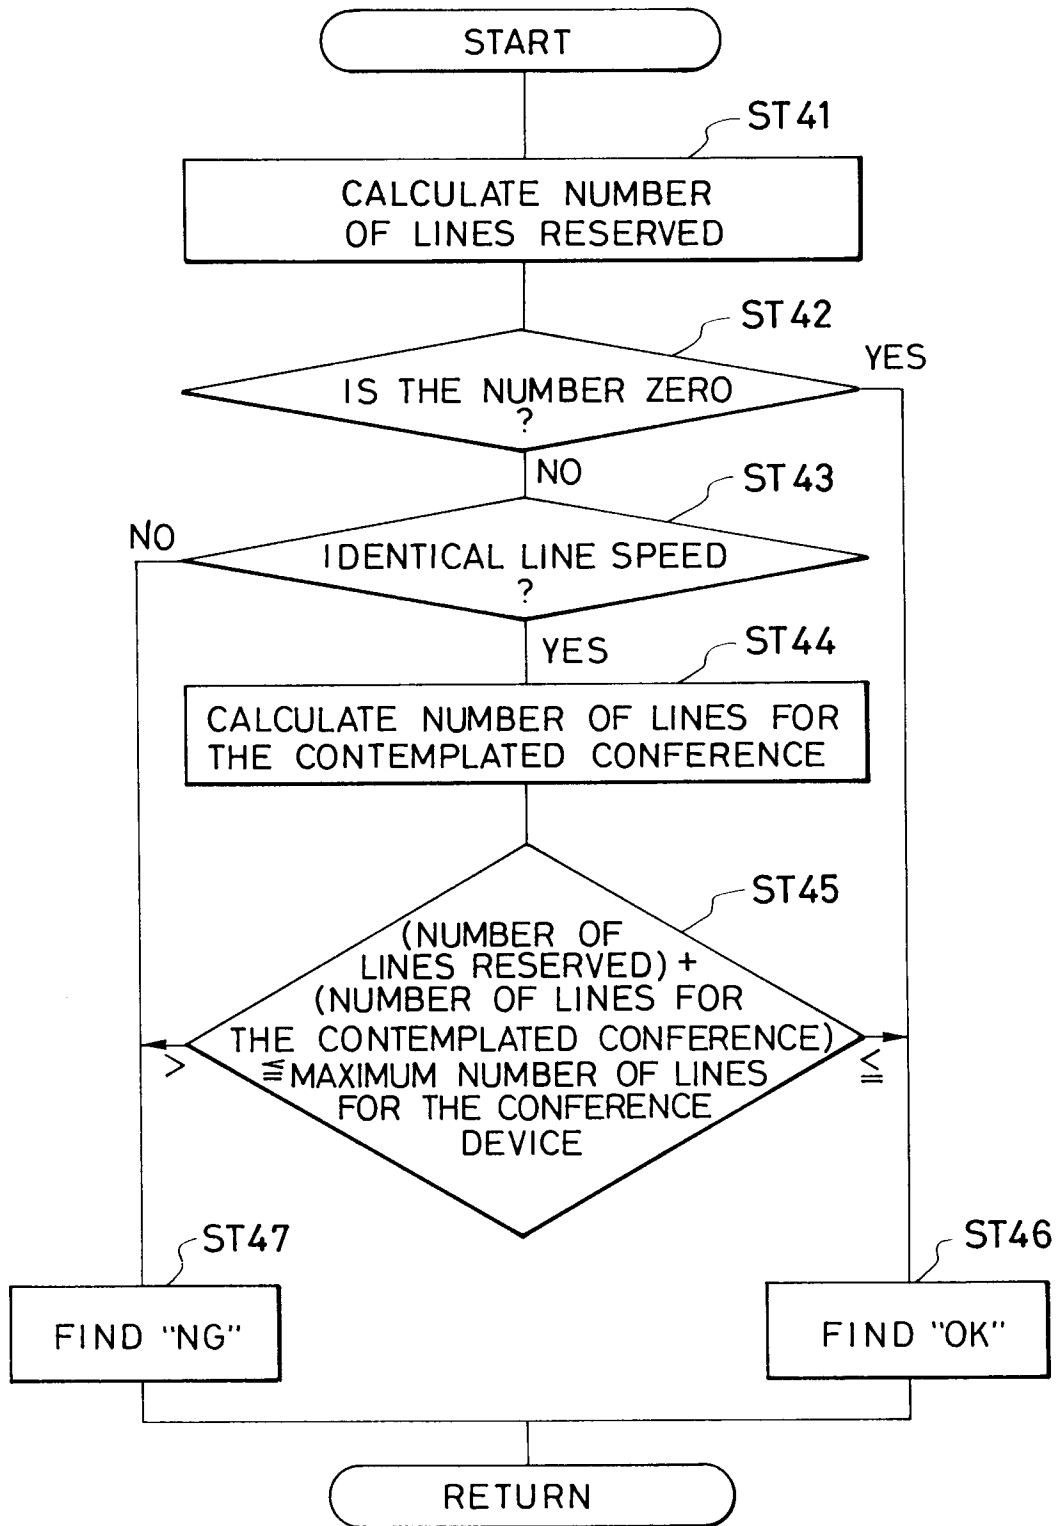 START
ST41
CALCULATE NUMBER
OF LINES RESERVED
ST42
YES
IS THE NUMBER ZERO
?
NO
ST43
NO
IDENTICAL LINE SPEED
?
YES
ST44
CALCULATE NUMBER OF LINES FOR
THE CONTEMPLATED CONFERENCE
ST45
(NUMBER OF
LINES RESERVED) +
(NUMBER OF LINES FOR
THE CONTEMPLATED CONFERENCE)
>
≦MAXIMUM NUMBER OF LINES
≦
FOR THE CONFERENCE
DEVICE
ST47
ST46
FIND "NG"
FIND "OK"
RETURN